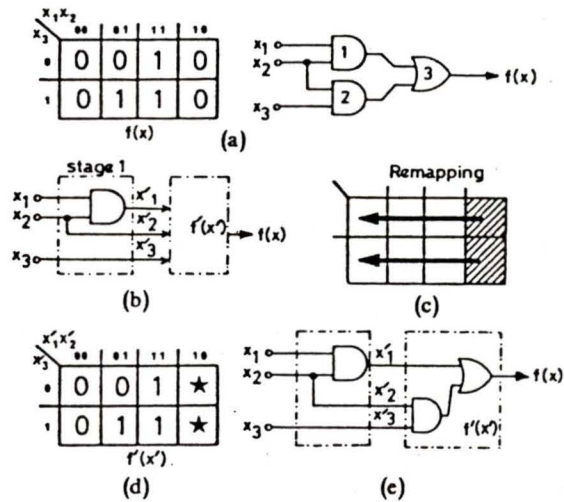 x₁x₂
x₃
00 01 11 10
0 0 0 1 0
1 0 1 1 0
f(x)
x₁
x₂
x₃
1
2
3
f(x)
(a)
stage 1
x₁
x₂
x₃
x'₁
x'₂
x'₃
f'(x')
f(x)
(b)
Remapping
(c)
x'₁x'₂
x'₃
00 01 11 10
0 0 0 1 ★
1 0 1 1 ★
f'(x')
(d)
x₁
x₂
x₃
x'₁
x'₂
x'₃
f'(x')
f(x)
(e)